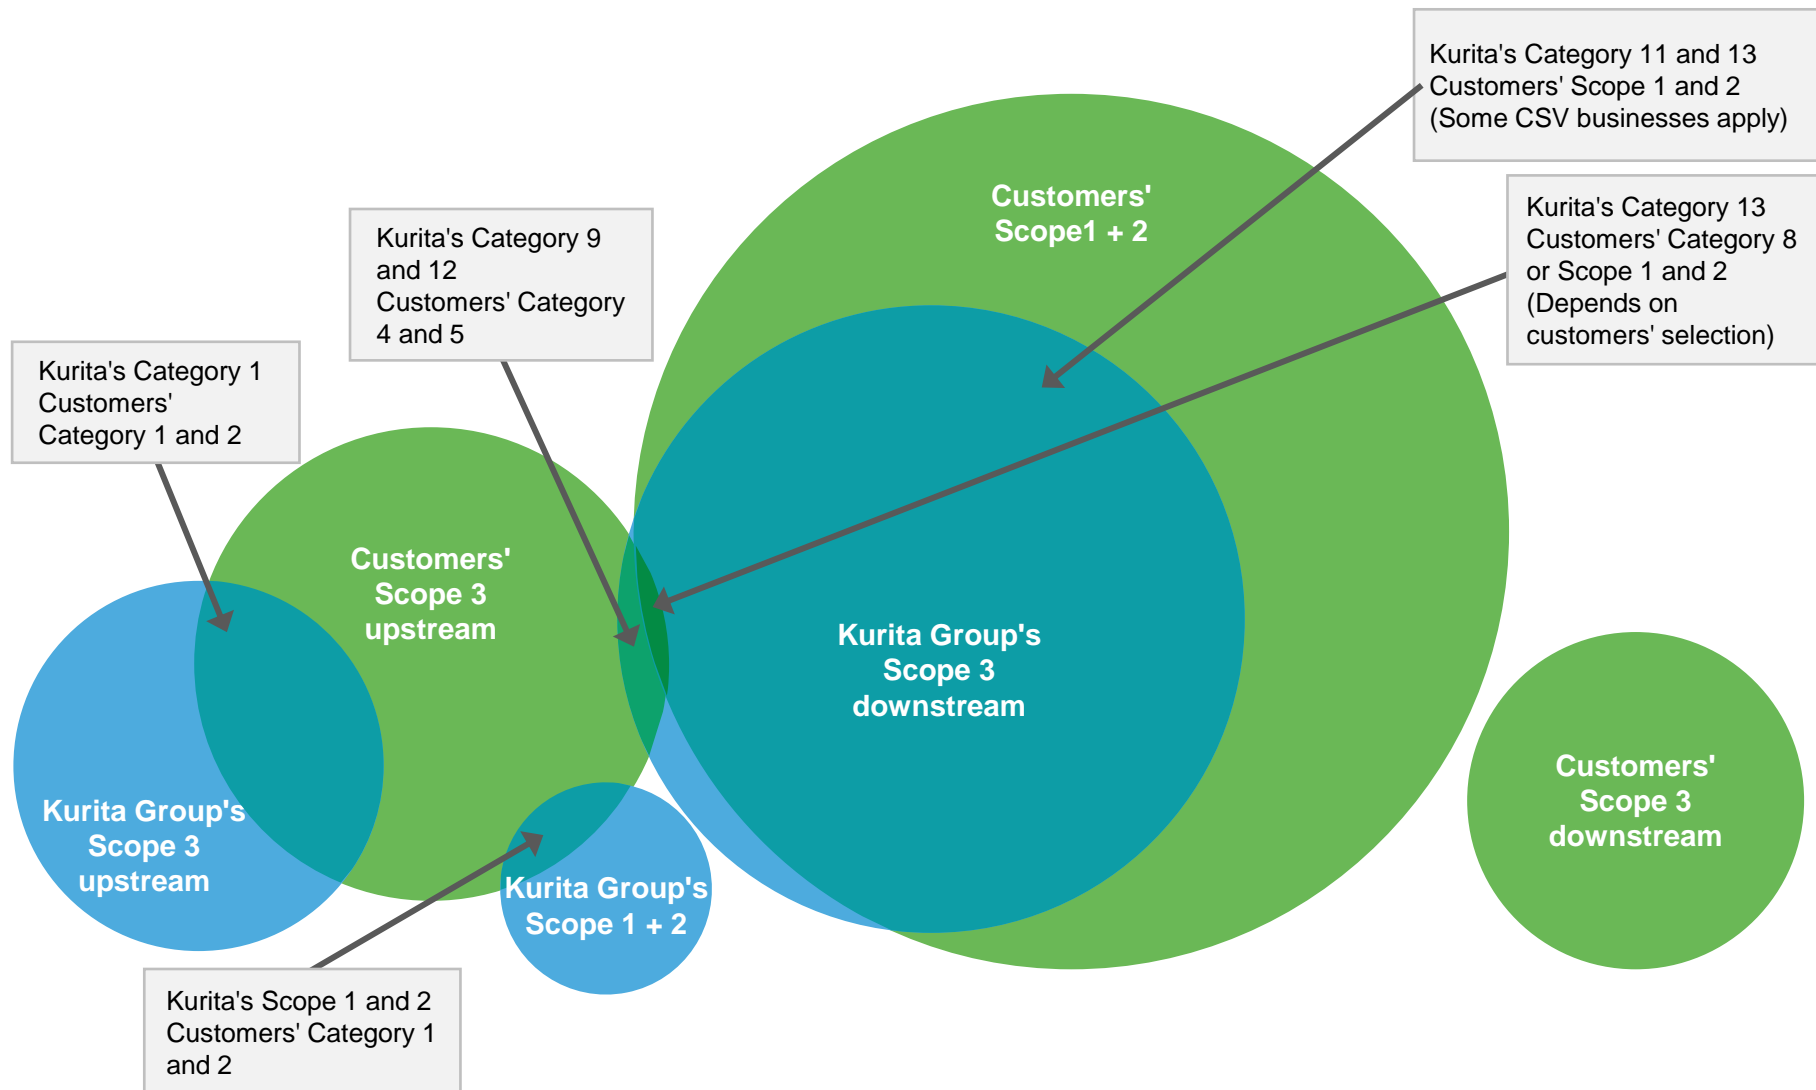 Kurita's Category 11 and 13
Customers' Scope 1 and 2
(Some CSV businesses apply)
Kurita's Category 13
Customers' Category 8
or Scope 1 and 2
(Depends on
customers' selection)
Customers'
Scope1 + 2
Kurita's Category 9
and 12
Customers' Category
4 and 5
Kurita's Category 1
Customers'
Category 1 and 2
Customers'
Scope 3
upstream
Kurita Group's
Scope 3
downstream
Customers'
Scope 3
downstream
Kurita Group's
Scope 3
upstream
Kurita Group's
Scope 1 + 2
Kurita's Scope 1 and 2
Customers' Category 1
and 2